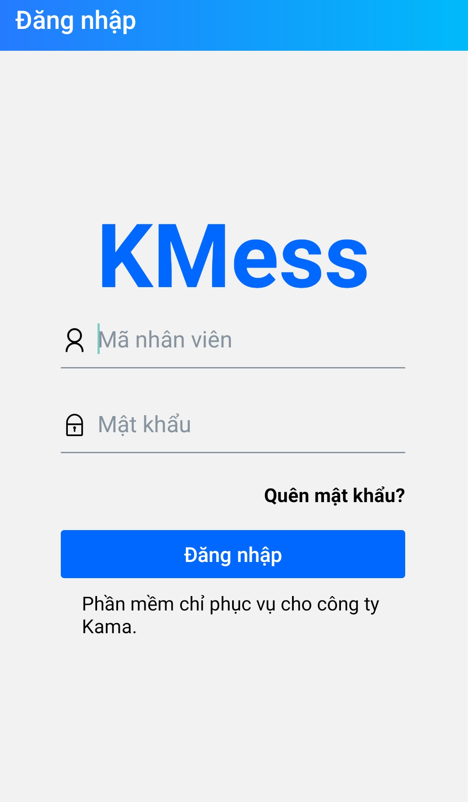 Đăng nhập
KMess
Mã nhân viên
Mật khẩu
Quên mật khẩu?
Đăng nhập
Phần mềm chỉ phục vụ cho công ty
Kama.